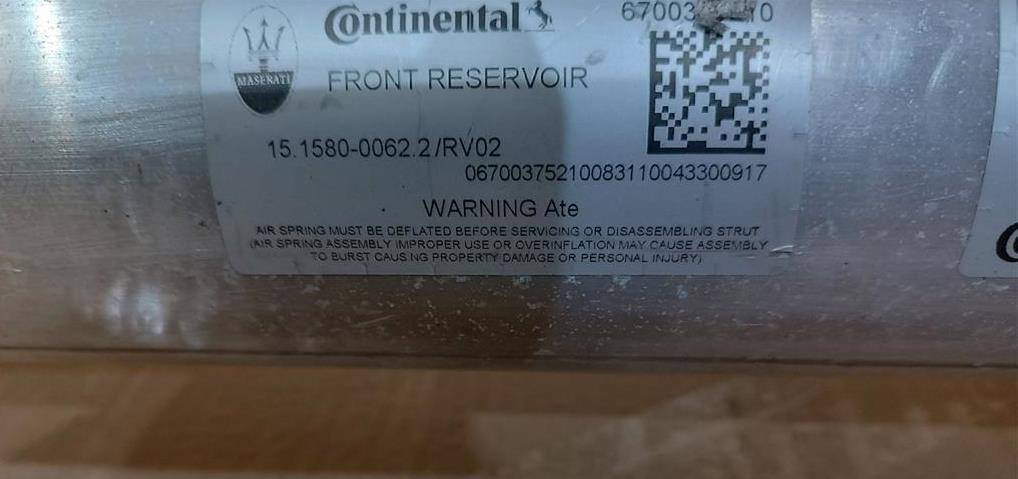 Continental
MASERATI
FRONT RESERVOIR
15.1580-0062.2/RV02
06700375210083110043300917
WARNING Ate
AIR SPRING MUST BE DEFLATED BEFORE SERVICING OR DISASSEMBLING STRUT
(AIR SPRING ASSEMBLY IMPROPER USE OR OVERINFLATION MAY CAUSE ASSEMBLY
TO BURST CAUS NG PROPERTY DAMAGE OR PERSONAL INJURY)